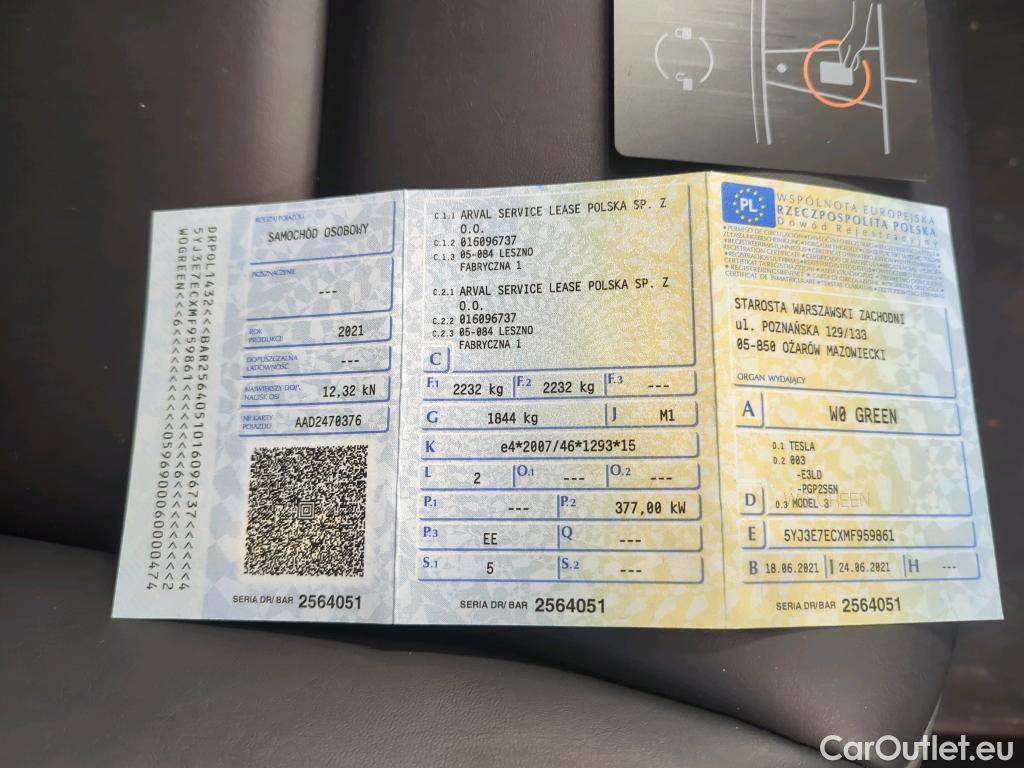 DRPOL1432<<BAR2564051016096737<<<<<<4
5YJ3E7ECXMF959861<<<<<<<<<<<<<<<<<<<2
RODZAJ POJAZDU
SAMOCHÓD OSOBOWY
PRZEZNACZENIE
---
ROK PRODUKCJI 2021
DOPUSZCZALNA ŁADOWNOŚĆ ---
NAJWIĘKSZY DOP. NACISK OSI 12,32 kN
NR KARTY POJAZDU AAD2470376
SERIA DR/BAR 2564051
C.1.1 ARVAL SERVICE LEASE POLSKA SP. Z
O.O.
C.1.2 016096737
C.1.3 05-084 LESZNO
FABRYCZNA 1
C.2.1 ARVAL SERVICE LEASE POLSKA SP. Z
O.O.
C.2.2 016096737
C.2.3 05-084 LESZNO
FABRYCZNA 1
C
F.1 2232 kg F.2 2232 kg F.3 ---
G 1844 kg J M1
K e4*2007/46*1293*15
L 2 O.1 --- O.2 ---
P.1 --- P.2 377,00 kW
P.3 EE Q ---
S.1 5 S.2 ---
SERIA DR/BAR 2564051
PL
WSPÓLNOTA EUROPEJSKA
RZECZPOSPOLITA POLSKA
Dowód Rejestracyjny
STAROSTA WARSZAWSKI ZACHODNI
ul. POZNAŃSKA 129/133
05-850 OŻARÓW MAZOWIECKI
ORGAN WYDAJĄCY
A W0 GREEN
D.1 TESLA
D.2 003
-E3LD
-PGP2S5N
D D.3 MODEL 3
E 5YJ3E7ECXMF959861
B 18.06.2021 I 24.06.2021 H ---
SERIA DR/BAR 2564051
CarOutlet.eu